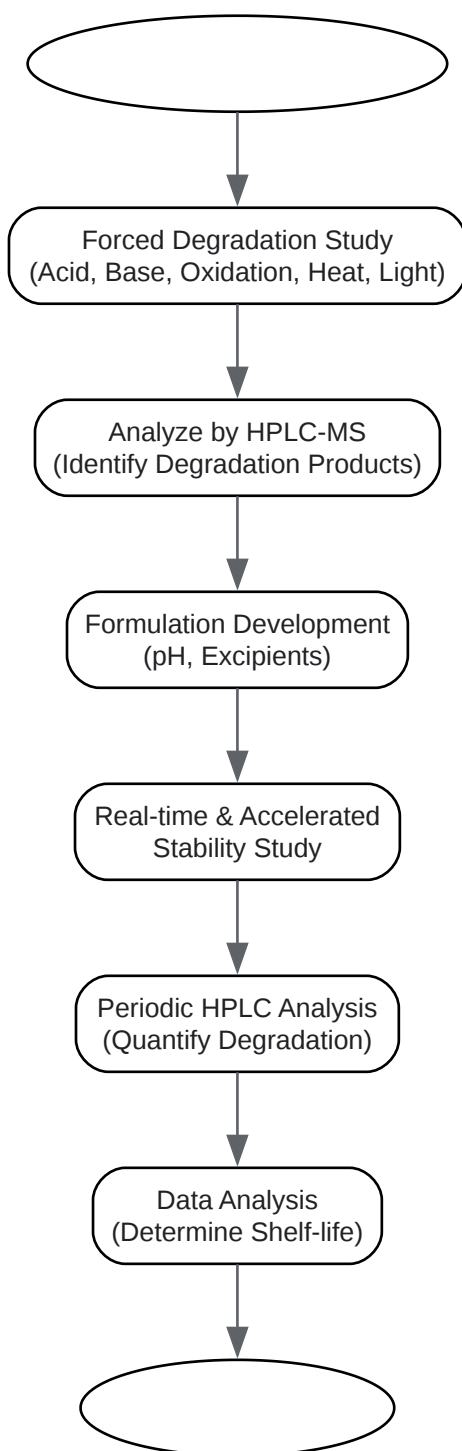 Forced Degradation Study
(Acid, Base, Oxidation, Heat, Light)
Analyze by HPLC-MS
(Identify Degradation Products)
Formulation Development
(pH, Excipients)
Real-time & Accelerated
Stability Study
Periodic HPLC Analysis
(Quantify Degradation)
Data Analysis
(Determine Shelf-life)